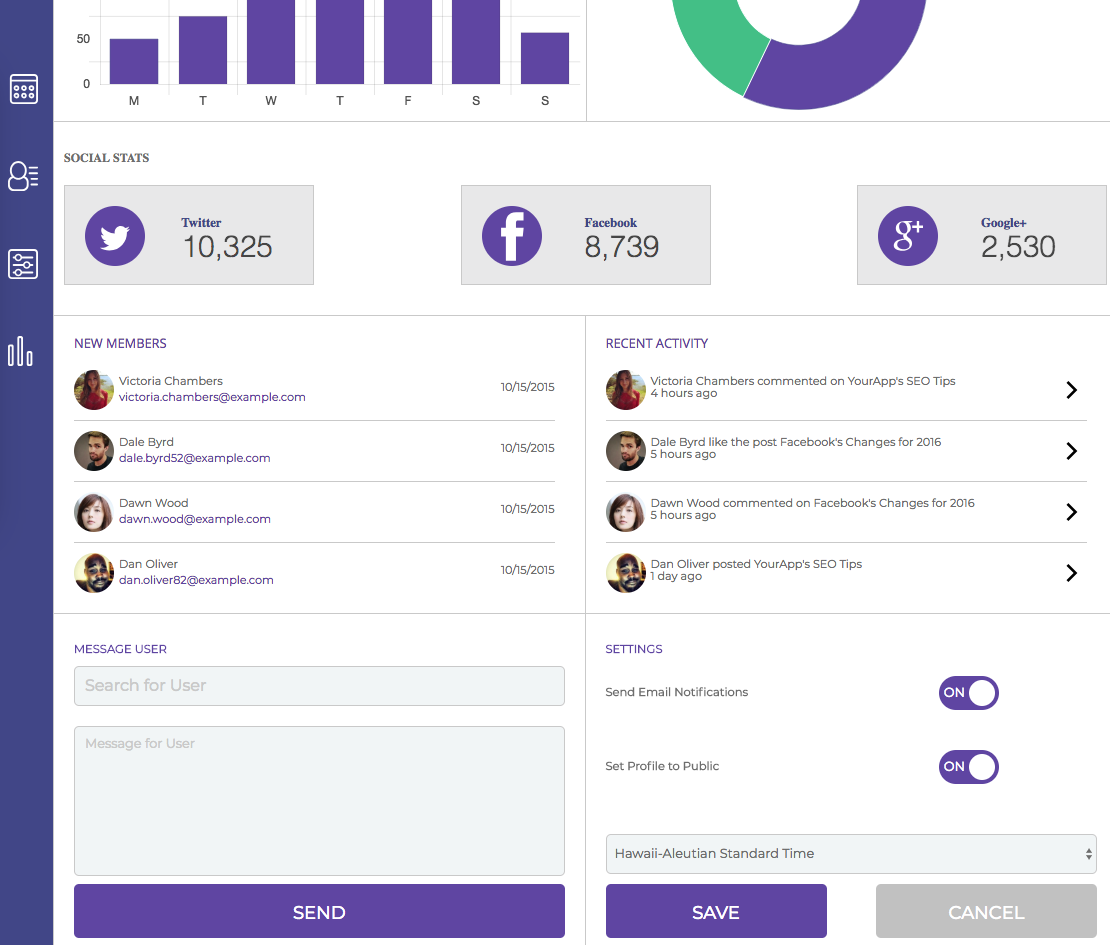 50
0
M T W T F S S
SOCIAL STATS
Twitter
10,325
Facebook
8,739
g+
Google+
2,530
NEW MEMBERS
Victoria Chambers
victoria.chambers@example.com
10/15/2015
Dale Byrd
dale.byrd52@example.com
10/15/2015
Dawn Wood
dawn.wood@example.com
10/15/2015
Dan Oliver
dan.oliver82@example.com
10/15/2015
RECENT ACTIVITY
Victoria Chambers commented on YourApp's SEO Tips
4 hours ago
Dale Byrd like the post Facebook's Changes for 2016
5 hours ago
Dawn Wood commented on Facebook's Changes for 2016
5 hours ago
Dan Oliver posted YourApp's SEO Tips
1 day ago
MESSAGE USER
Search for User
Message for User
SEND
SETTINGS
Send Email Notifications
ON
Set Profile to Public
ON
Hawaii-Aleutian Standard Time
SAVE
CANCEL